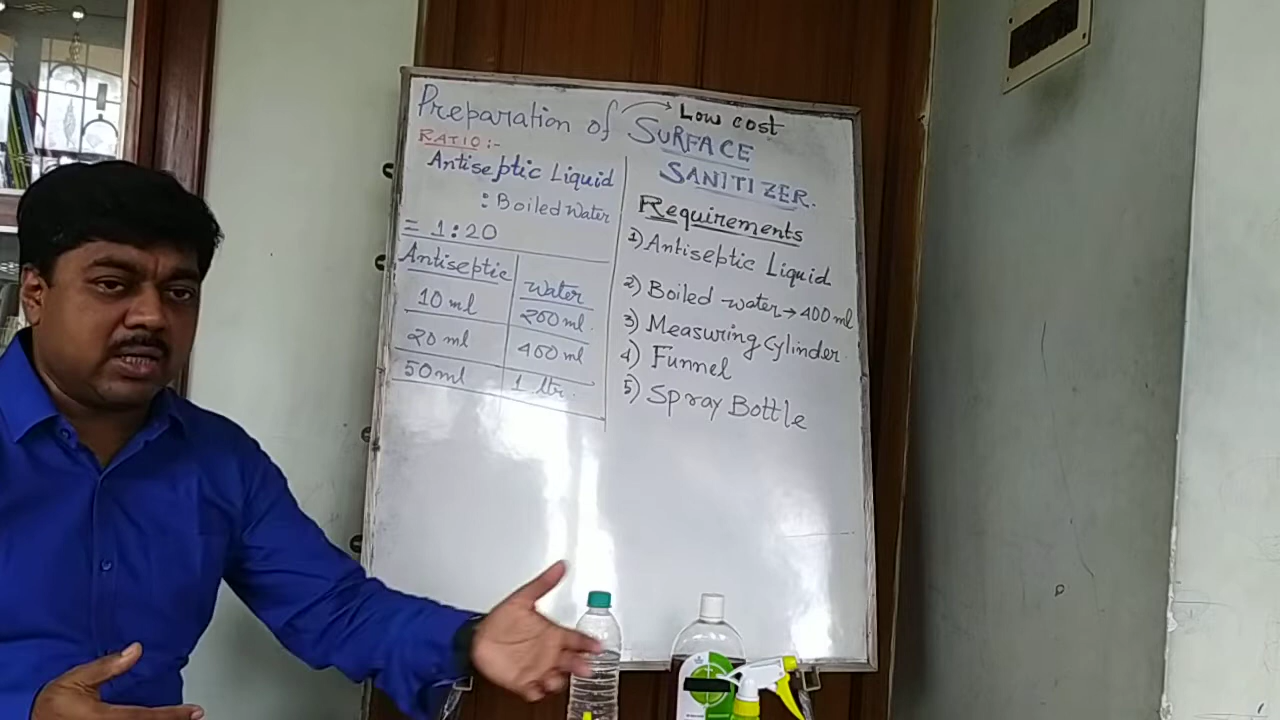 Preparation of → Low cost
SURFACE
SANITIZER.
RATIO:-
Antiseptic Liquid
: Boiled Water
= 1:20
Antiseptic Water
10 ml 200 ml.
20 ml 400 ml
50 ml 1 ltr.
Requirements
1) Antiseptic Liquid
2) Boiled water → 400 ml
3) Measuring Cylinder
4) Funnel
5) Spray Bottle